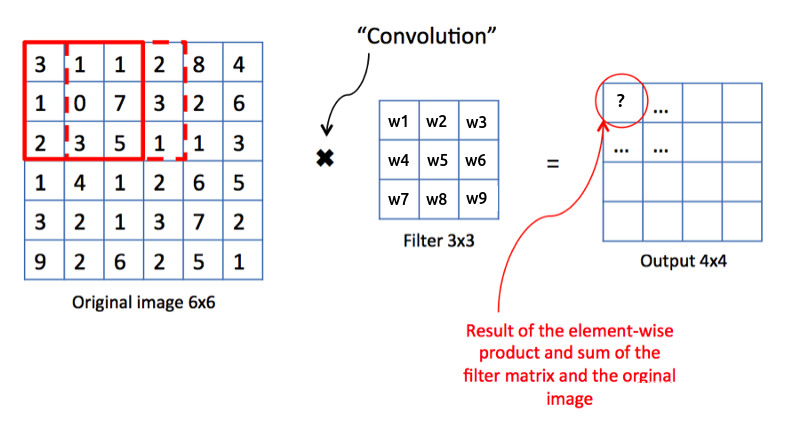 “Convolution”
3 1 1 2 8 4
1 0 7 3 2 6
2 3 5 1 1 3
1 4 1 2 6 5
3 2 1 3 7 2
9 2 6 2 5 1
Original image 6x6
✖
w1 w2 w3
w4 w5 w6
w7 w8 w9
Filter 3x3
=
? ...
... ...
Output 4x4
Result of the element-wise
product and sum of the
filter matrix and the orginal
image